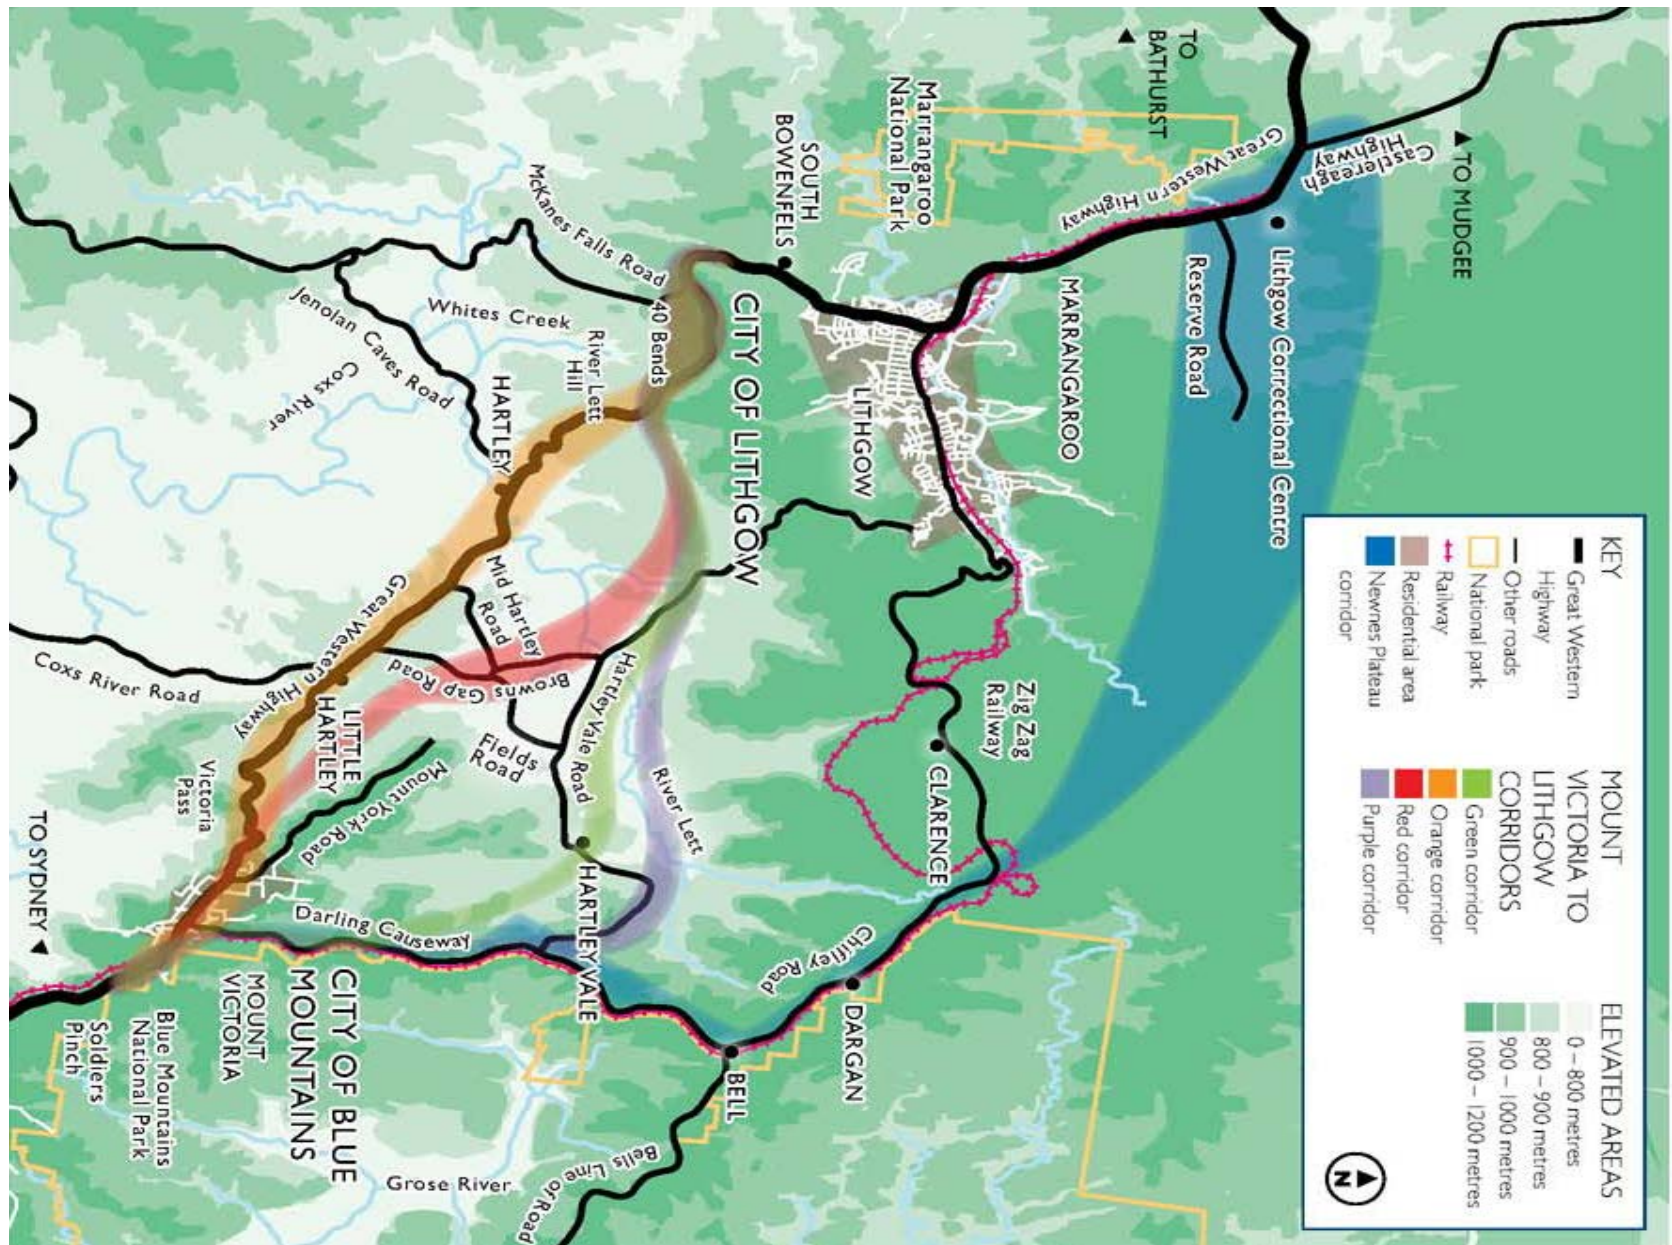 TO
BATHURST
▲
▲ TO MUDGEE
Castlereagh
Highway
Great Western Highway
Marrangaroo
National Park
SOUTH
BOWENFELS
McKanes Falls Road
Lithgow Correctional Centre
Reserve Road
MARRANGAROO
LITHGOW
CITY OF LITHGOW
40 Bends
River Lett
Hill
Whites Creek
Jenolan Caves Road
Coxs River
HARTLEY
Mid Hartley
Road
Great Western Highway
Browns Gap Road
Coxs River Road
LITTLE
HARTLEY
Hartley Vale Road
Fields
Road
Mount York Road
Victoria
Pass
River Lett
Zig Zag
Railway
CLARENCE
HARTLEY VALE
Darling Causeway
Chifley Road
DARGAN
BELL
Bells Line of Road
TO SYDNEY ▼
CITY OF BLUE
MOUNTAINS
MOUNT
VICTORIA
Blue Mountains
National Park
Soldiers
Pinch
Grose River
KEY
Great Western
Highway
Other roads
National park
Railway
Residential area
Newnes Plateau
corridor
MOUNT
VICTORIA TO
LITHGOW
CORRIDORS
Green corridor
Orange corridor
Red corridor
Purple corridor
ELEVATED AREAS
0 – 800 metres
800 – 900 metres
900 – 1000 metres
1000 – 1200 metres
N